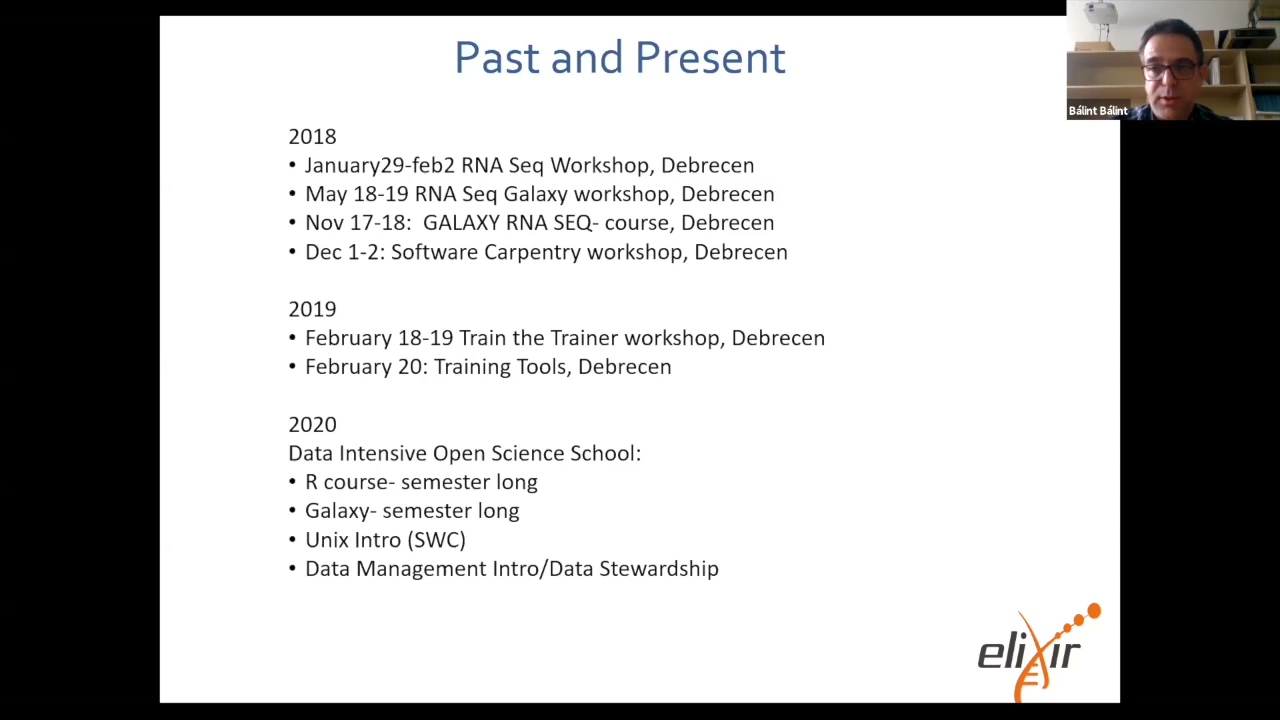 Past and Present
Bálint Bálint
2018
• January29-feb2 RNA Seq Workshop, Debrecen
• May 18-19 RNA Seq Galaxy workshop, Debrecen
• Nov 17-18:  GALAXY RNA SEQ- course, Debrecen
• Dec 1-2: Software Carpentry workshop, Debrecen
2019
• February 18-19 Train the Trainer workshop, Debrecen
• February 20: Training Tools, Debrecen
2020
Data Intensive Open Science School:
• R course- semester long
• Galaxy- semester long
• Unix Intro (SWC)
• Data Management Intro/Data Stewardship
elixir